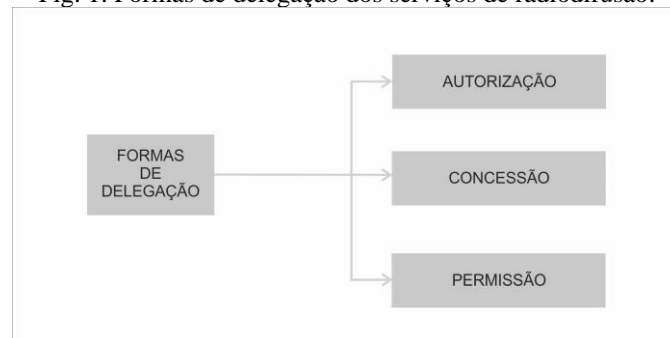 Fig. 1. Formas de delegação dos serviços de radiodifusão.
AUTORIZAÇÃO
FORMAS
DE
DELEGAÇÃO
CONCESSÃO
PERMISSÃO